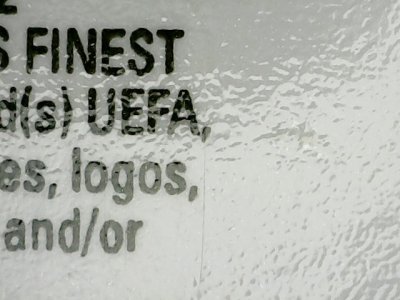 S FINEST
d(s) UEFA,
es, logos,
and/or